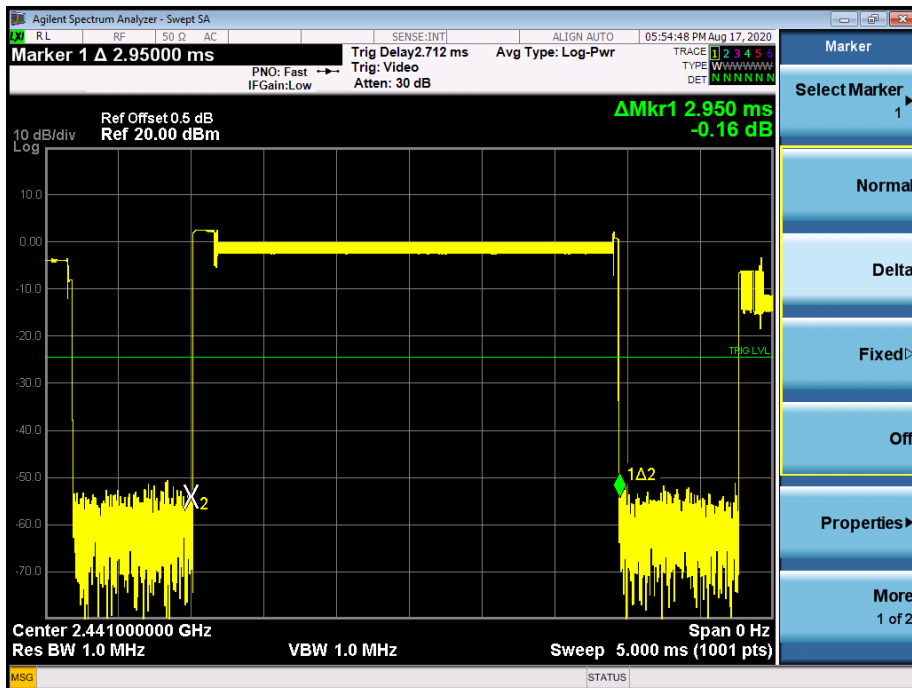 Agilent Spectrum Analyzer - Swept SA
LXI RL RF 50 Ω AC SENSE:INT ALIGN AUTO 05:54:48 PM Aug 17, 2020
Marker 1 Δ 2.95000 ms
PNO: Fast
IFGain:Low
Trig Delay2.712 ms
Trig: Video
Atten: 30 dB
Avg Type: Log-Pwr
TRACE 1 2 3 4 5 6
TYPE WWWWWW
DET N N N N N N
ΔMkr1 2.950 ms
-0.16 dB
Ref Offset 0.5 dB
10 dB/div Ref 20.00 dBm
Log
10.0
0.00
-10.0
-20.0
TRIG LVL
-30.0
-40.0
-50.0
1Δ2
X2
-60.0
-70.0
Center 2.441000000 GHz Span 0 Hz
Res BW 1.0 MHz VBW 1.0 MHz Sweep 5.000 ms (1001 pts)
MSG STATUS
Marker
Select Marker
1
Normal
Delta
Fixed
Off
Properties
More
1 of 2